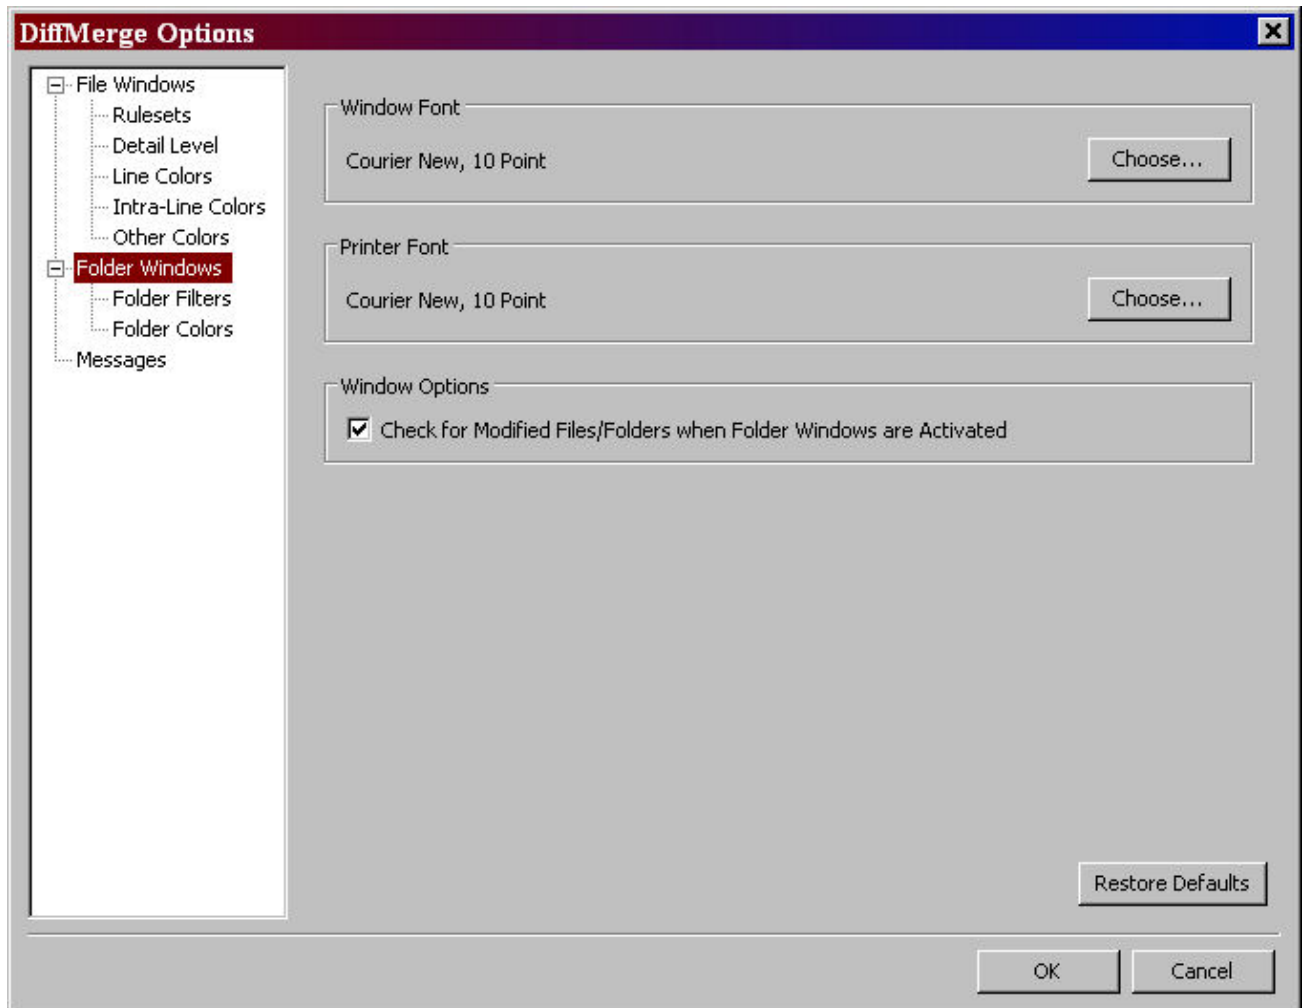 DiffMerge Options
File Windows
Rulesets
Detail Level
Line Colors
Intra-Line Colors
Other Colors
Folder Windows
Folder Filters
Folder Colors
Messages
Window Font
Courier New, 10 Point
Choose...
Printer Font
Courier New, 10 Point
Choose...
Window Options
Check for Modified Files/Folders when Folder Windows are Activated
Restore Defaults
OK
Cancel